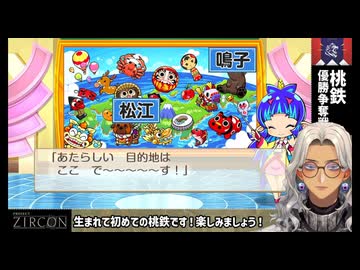 鳴子
松江
桃鉄
優勝争奪戦
「あたらしい 目的地は
ここ で～～～～～す！」
PROJECT
ZIRCON
生まれて初めての桃鉄です！楽しみましょう！